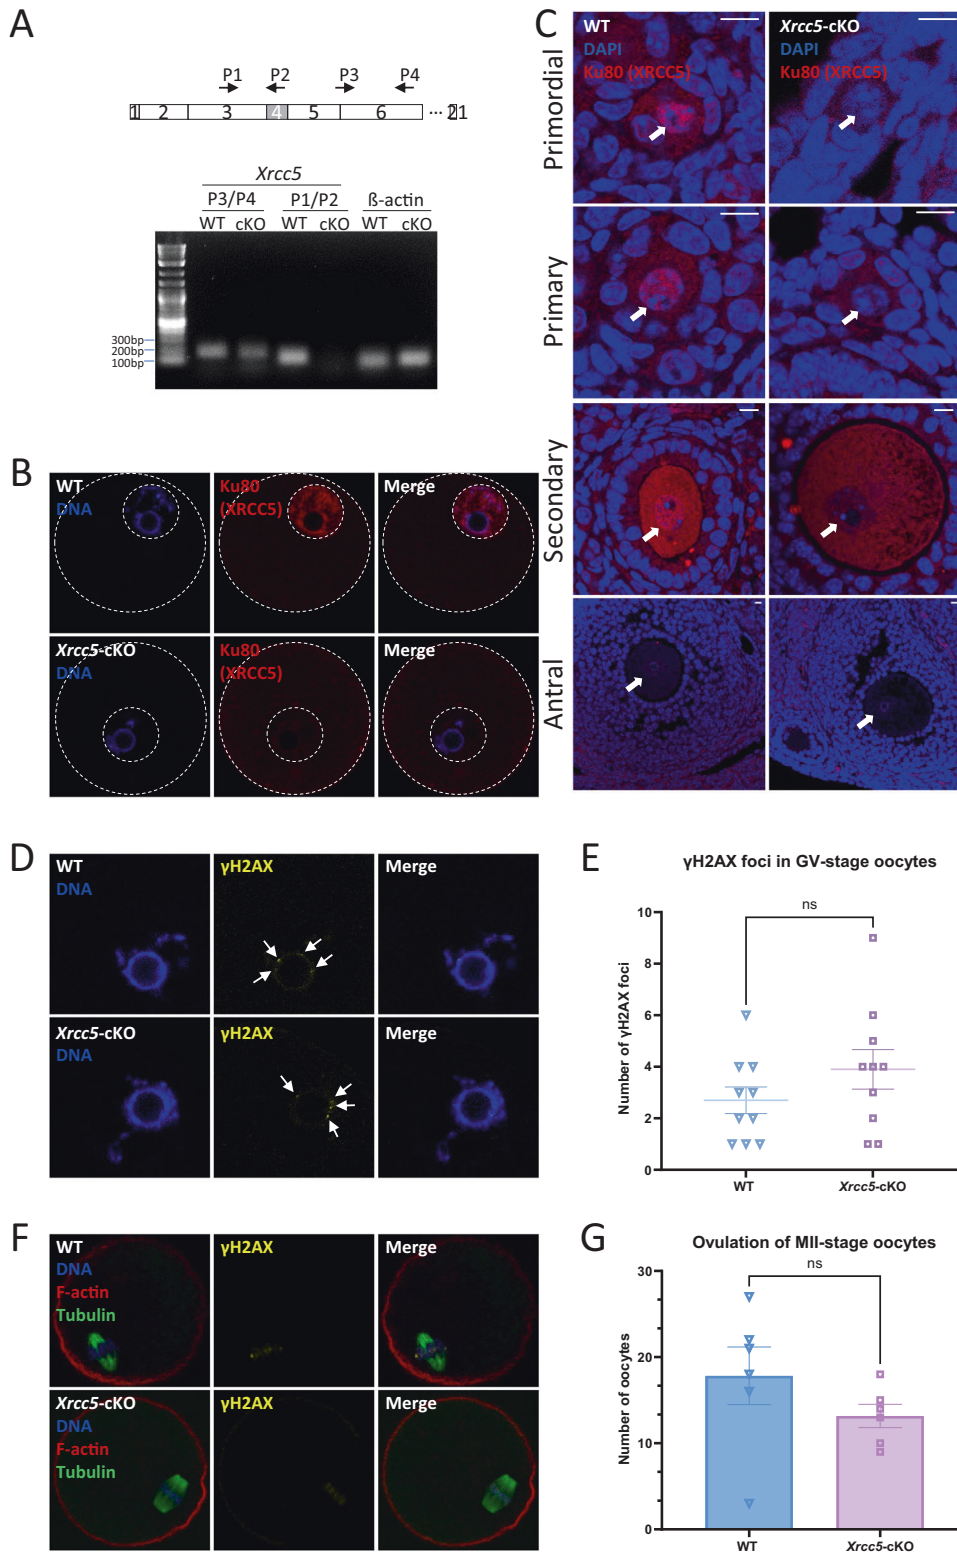 A
P1 P2 P3 P4
1 2 3 4 5 6 ... 21
Xrcc5
P3/P4 P1/P2 ß-actin
WT cKO WT cKO WT cKO
300bp
200bp
100bp
B
WT
DNA
Ku80
(XRCC5)
Merge
Xrcc5-cKO
DNA
Ku80
(XRCC5)
Merge
C
WT
DAPI
Ku80 (XRCC5)
Xrcc5-cKO
DAPI
Ku80 (XRCC5)
Primordial
Primary
Secondary
Antral
D
WT
DNA
γH2AX
Merge
Xrcc5-cKO
DNA
γH2AX
Merge
E
γH2AX foci in GV-stage oocytes
ns
Number of γH2AX foci
10
8
6
4
2
0
WT Xrcc5-cKO
F
WT
DNA
F-actin
Tubulin
γH2AX
Merge
Xrcc5-cKO
DNA
F-actin
Tubulin
γH2AX
Merge
G
Ovulation of MII-stage oocytes
ns
Number of oocytes
30
20
10
0
WT Xrcc5-cKO